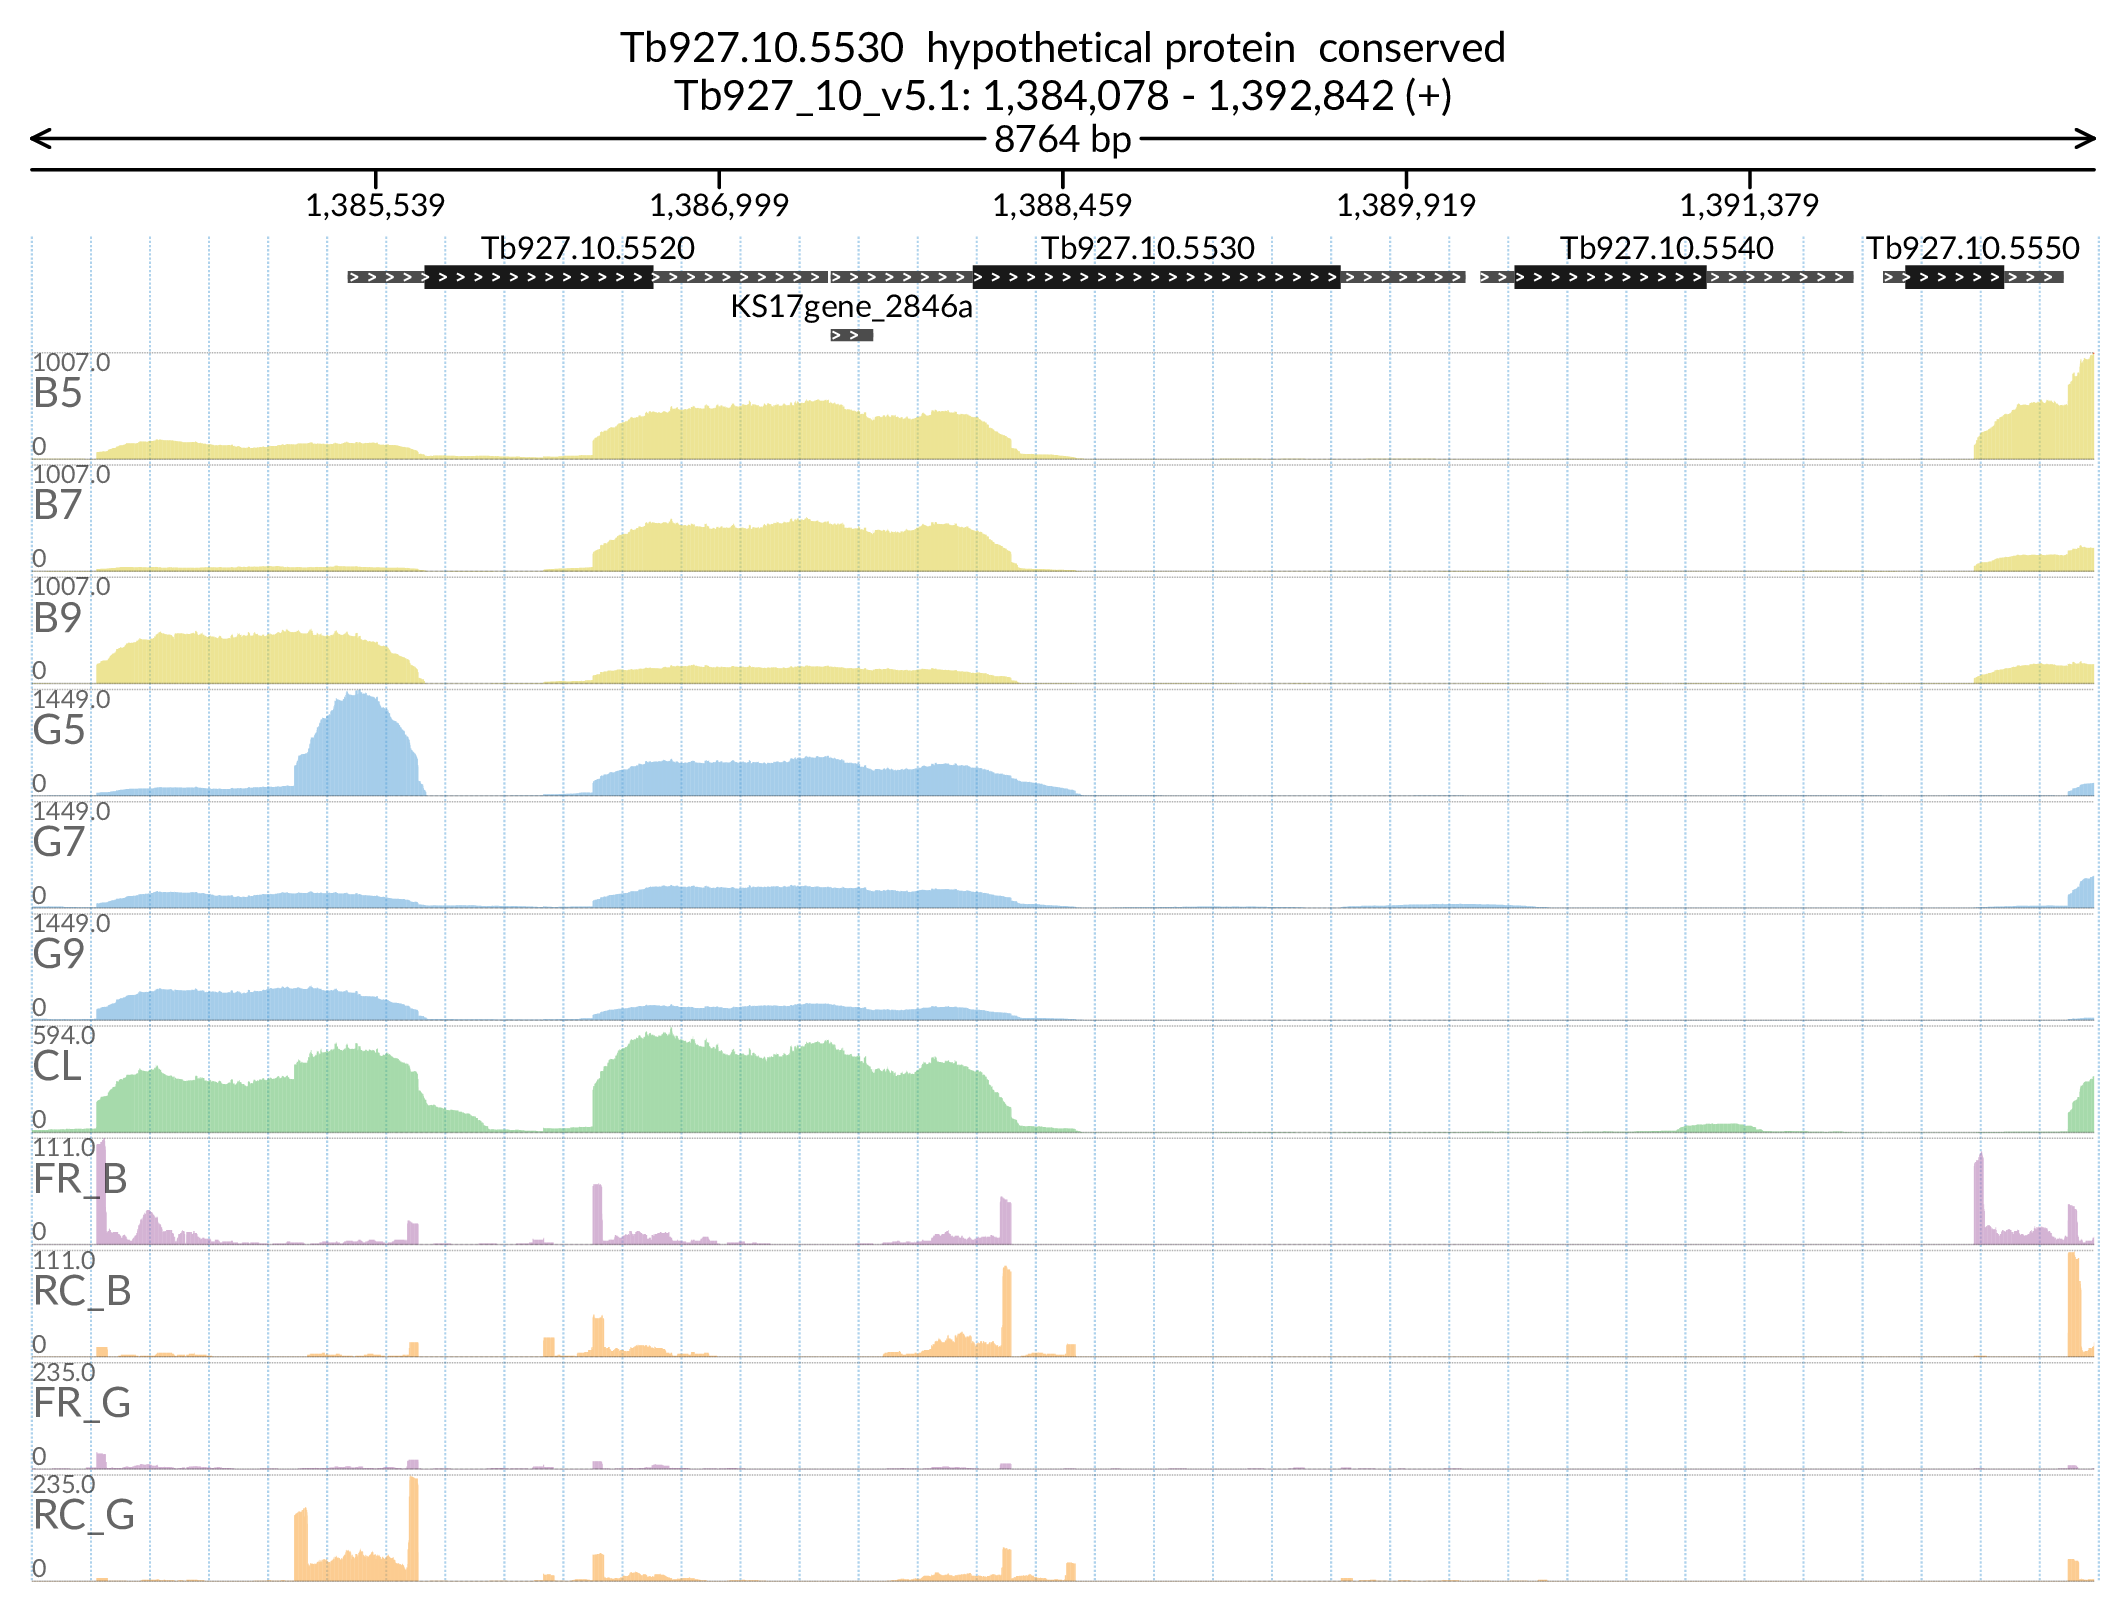 Tb927.10.5530 hypothetical protein conserved
Tb927_10_v5.1: 1,384,078 - 1,392,842 (+)
8764 bp
1,385,539 1,386,999 1,388,459 1,389,919 1,391,379
Tb927.10.5520 Tb927.10.5530 Tb927.10.5540 Tb927.10.5550
KS17gene_2846a
1007.0
B5
0
1007.0
B7
0
1007.0
B9
0
1449.0
G5
0
1449.0
G7
0
1449.0
G9
0
594.0
CL
0
111.0
FR_B
0
111.0
RC_B
0
235.0
FR_G
0
235.0
RC_G
0